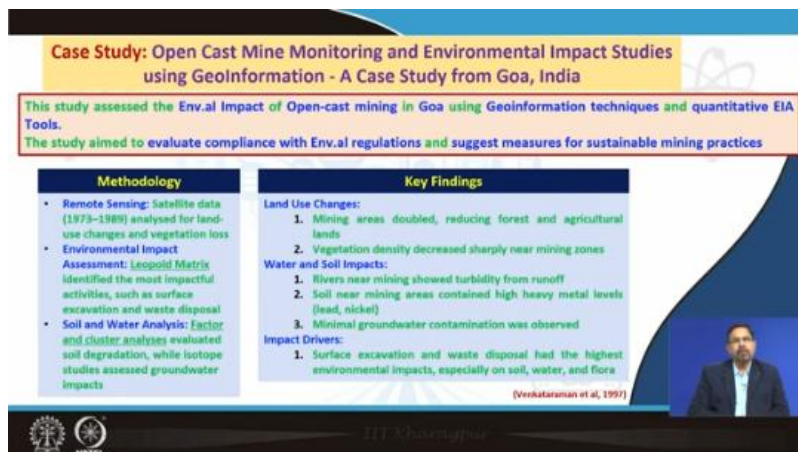 Case Study: Open Cast Mine Monitoring and Environmental Impact Studies
using GeoInformation - A Case Study from Goa, India
This study assessed the Env.al Impact of Open-cast mining in Goa using Geoinformation techniques and quantitative EIA
Tools.
The study aimed to evaluate compliance with Env.al regulations and suggest measures for sustainable mining practices
Methodology
• Remote Sensing: Satellite data
(1973–1989) analysed for land-
use changes and vegetation loss
• Environmental Impact
Assessment: Leopold Matrix
identified the most impactful
activities, such as surface
excavation and waste disposal
• Soil and Water Analysis: Factor
and cluster analyses evaluated
soil degradation, while isotope
studies assessed groundwater
impacts
Key Findings
Land Use Changes:
1. Mining areas doubled, reducing forest and agricultural
lands
2. Vegetation density decreased sharply near mining zones
Water and Soil Impacts:
1. Rivers near mining showed turbidity from runoff
2. Soil near mining areas contained high heavy metal levels
(lead, nickel)
3. Minimal groundwater contamination was observed
Impact Drivers:
1. Surface excavation and waste disposal had the highest
environmental impacts, especially on soil, water, and flora
(Venkataraman et al, 1997)
IIT Kharagpur